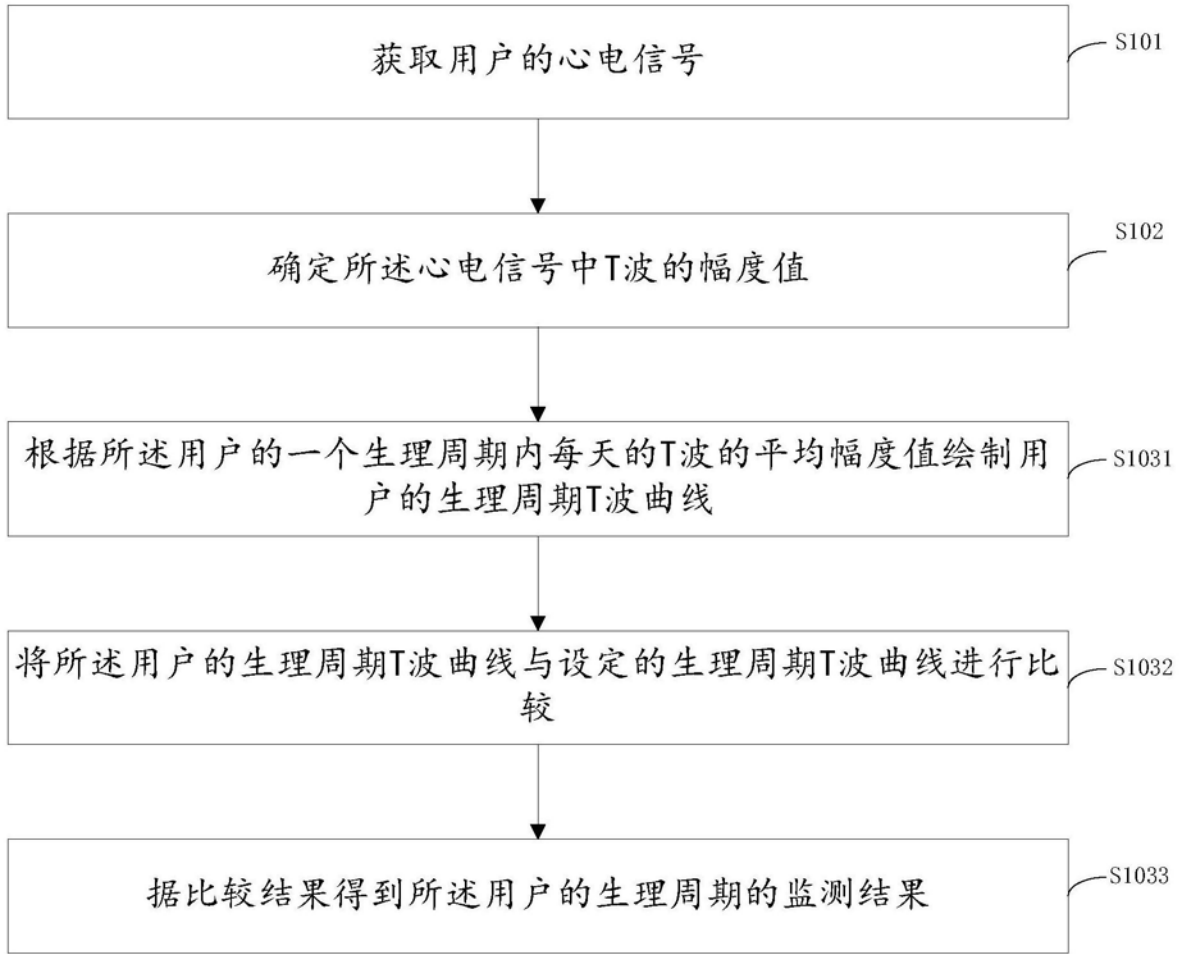 获取用户的心电信号
S101
确定所述心电信号中T波的幅度值
S102
根据所述用户的一个生理周期内每天的T波的平均幅度值绘制用
户的生理周期T波曲线
S1031
将所述用户的生理周期T波曲线与设定的生理周期T波曲线进行比
较
S1032
据比较结果得到所述用户的生理周期的监测结果
S1033